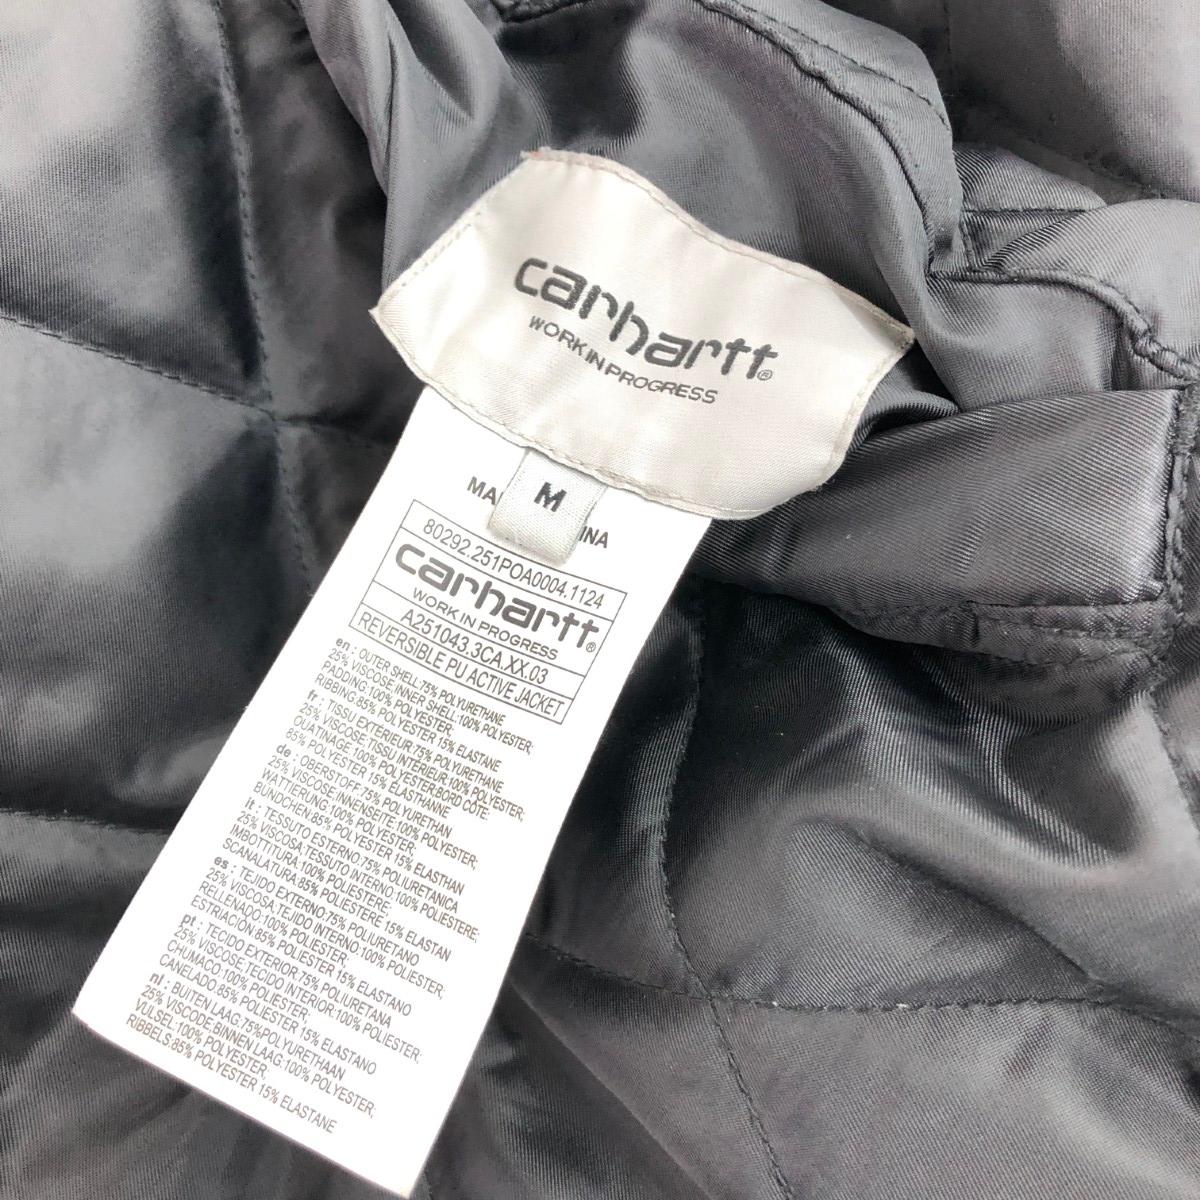 carhartt®
WORK IN PROGRESS
M
80292.251POA0004.1124
carhartt®
WORK IN PROGRESS
A251043.3CA.XX.03
REVERSIBLE PU ACTIVE JACKET
en : OUTER SHELL:75% POLYURETHANE
25% VISCOSE;INNER SHELL:100% POLYESTER;
PADDING:100% POLYESTER;
RIBBING:85% POLYESTER 15% ELASTANE
fr : TISSU EXTERIEUR:75% POLYURETHANE
25% VISCOSE;TISSU INTERIEUR:100% POLYESTER;
OUATINAGE:100% POLYESTER;BORD COTE:
85% POLYESTER 15% ELASTHANNE
de : OBERSTOFF:75% POLYURETHAN
25% VISCOSE;INNENSEITE:100% POLYESTER;
WATTIERUNG:100% POLYESTER;
BÜNDCHEN:85% POLYESTER 15% ELASTHAN
it : TESSUTO ESTERNO:75% POLIURETANICA
25% VISCOSA;TESSUTO INTERNO:100% POLIESTERE;
IMBOTTITURA:100% POLIESTERE;
SCANALATURA:85% POLIESTERE 15% ELASTAN
es : TEJIDO EXTERNO:75% POLIURETANO
25% VISCOSA;TEJIDO INTERNO:100% POLIESTER;
RELLENADO:100% POLIESTER;
ESTRIACIÓN:85% POLIESTER 15% ELASTANO
pt : TECIDO EXTERIOR:75% POLIURETANA
25% VISCOSE;TECIDO INTERIOR:100% POLIESTER;
CHUMACO:100% POLIESTER;
CANELADO:85% POLIESTER 15% ELASTANO
nl : BUITEN LAAG:75%POLYURETHAAN
25% VISCODE;BINNEN LAAG:100% POLYESTER;
VULSEL:100% POLYESTER;
RIBBELS:85% POLYESTER 15% ELASTANE